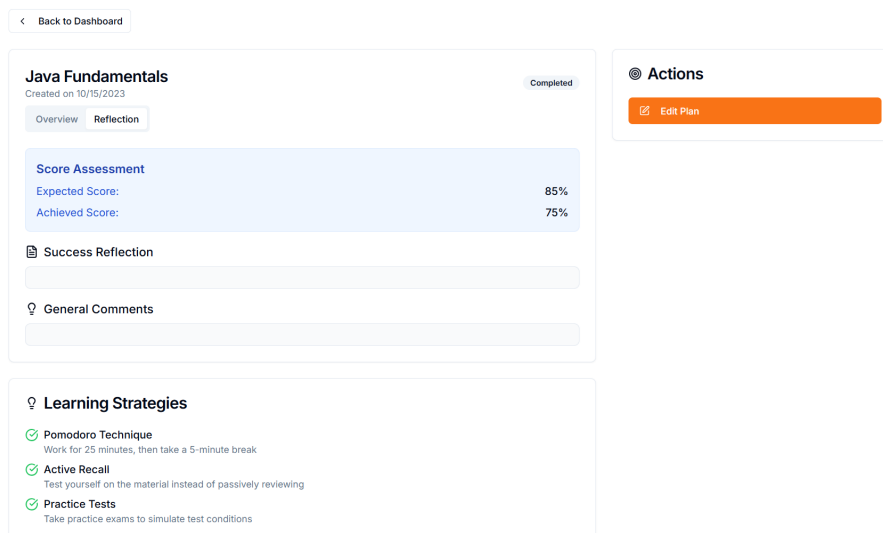 Back to Dashboard
Java Fundamentals
Created on 10/15/2023
Completed
Overview Reflection
Score Assessment
Expected Score: 85%
Achieved Score: 75%
Success Reflection
General Comments
Learning Strategies
Pomodoro Technique
Work for 25 minutes, then take a 5-minute break
Active Recall
Test yourself on the material instead of passively reviewing
Practice Tests
Take practice exams to simulate test conditions
Actions
Edit Plan